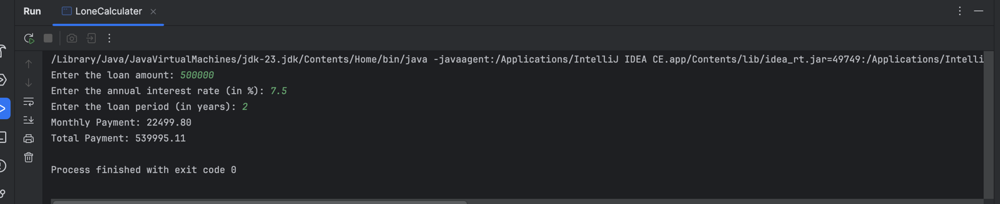 Run LoneCalculater
/Library/Java/JavaVirtualMachines/jdk-23.jdk/Contents/Home/bin/java -javaagent:/Applications/IntelliJ IDEA CE.app/Contents/lib/idea_rt.jar=49749:/Applications/Intelli
Enter the loan amount: 500000
Enter the annual interest rate (in %): 7.5
Enter the loan period (in years): 2
Monthly Payment: 22499.80
Total Payment: 539995.11
Process finished with exit code 0